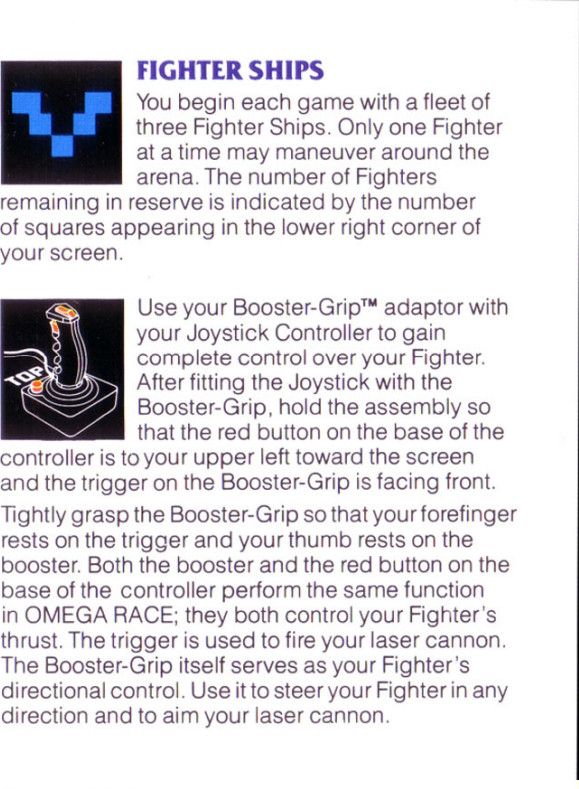 FIGHTER SHIPS
You begin each game with a fleet of
three Fighter Ships. Only one Fighter
at a time may maneuver around the
arena. The number of Fighters
remaining in reserve is indicated by the number
of squares appearing in the lower right corner of
your screen.
Use your Booster-Grip™ adaptor with
your Joystick Controller to gain
complete control over your Fighter.
TOP
After fitting the Joystick with the
Booster-Grip, hold the assembly so
that the red button on the base of the
controller is to your upper left toward the screen
and the trigger on the Booster-Grip is facing front.
Tightly grasp the Booster-Grip so that your forefinger
rests on the trigger and your thumb rests on the
booster. Both the booster and the red button on the
base of the controller perform the same function
in OMEGA RACE; they both control your Fighter's
thrust. The trigger is used to fire your laser cannon.
The Booster-Grip itself serves as your Fighter's
directional control. Use it to steer your Fighter in any
direction and to aim your laser cannon.